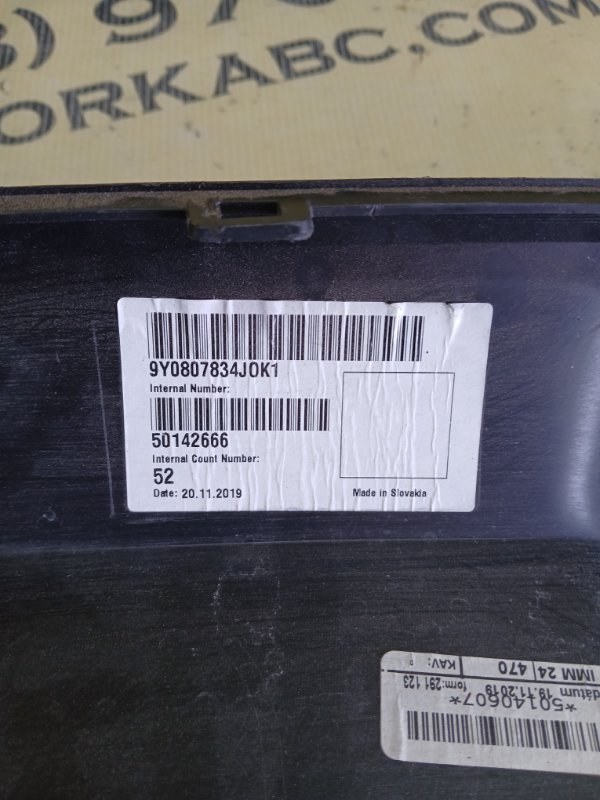 ORKABC.COM
9Y0807834JOK1
Internal Number:
50142666
Internal Count Number:
52
Date: 20.11.2019
Made in Slovakia
IMM 24 470
KAV:
dátum 19.11.2019
form:291 123
*50140607*